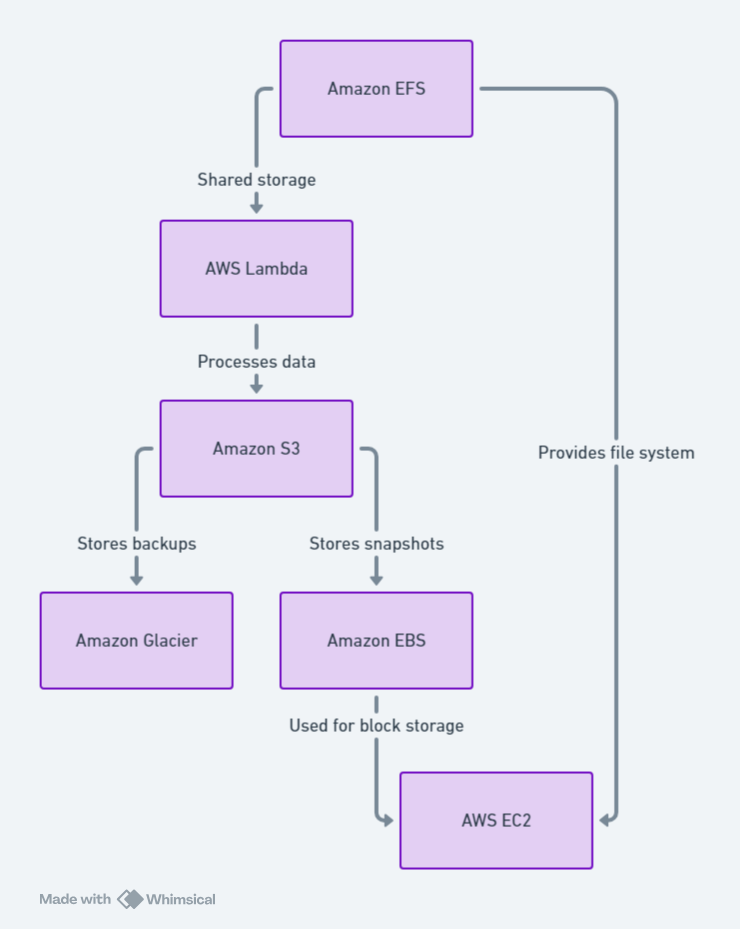 Amazon EFS
Shared storage
AWS Lambda
Processes data
Amazon S3
Provides file system
Stores backups
Stores snapshots
Amazon Glacier
Amazon EBS
Used for block storage
AWS EC2
Made with Whimsical